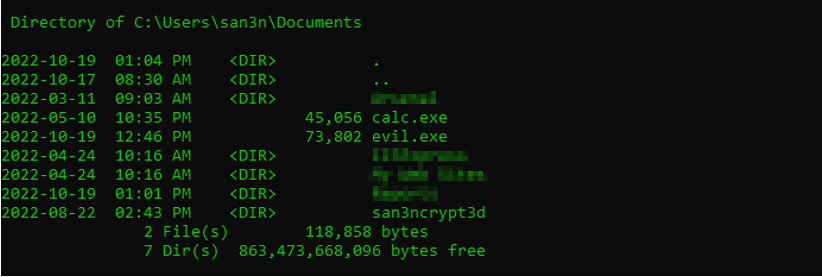 Directory of C:\Users\san3n\Documents
2022-10-19  01:04 PM    <DIR>          .
2022-10-17  08:30 AM    <DIR>          ..
2022-03-11  09:03 AM    <DIR>
2022-05-10  10:35 PM            45,056 calc.exe
2022-10-19  12:46 PM            73,802 evil.exe
2022-04-24  10:16 AM    <DIR>
2022-04-24  10:16 AM    <DIR>
2022-10-19  01:01 PM    <DIR>
2022-08-22  02:43 PM    <DIR>          san3ncrypt3d
2 File(s)        118,858 bytes
7 Dir(s)  863,473,668,096 bytes free